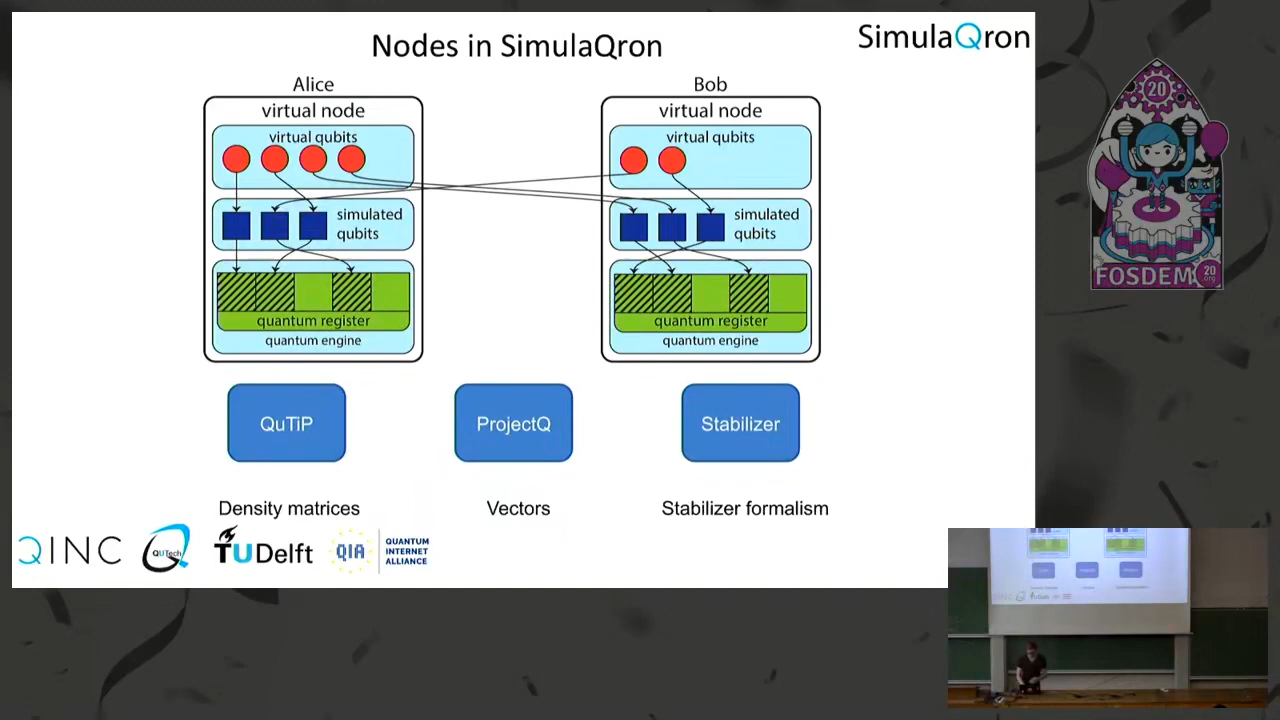 Nodes in SimulaQron
SimulaQron
Alice
virtual node
virtual qubits
simulated
qubits
quantum register
quantum engine
Bob
virtual node
virtual qubits
simulated
qubits
quantum register
quantum engine
QuTiP
ProjectQ
Stabilizer
Density matrices
Vectors
Stabilizer formalism
QINC
QUTech
TUDelft
QIA
QUANTUM
INTERNET
ALLIANCE
20
FOSDEM
20
.org